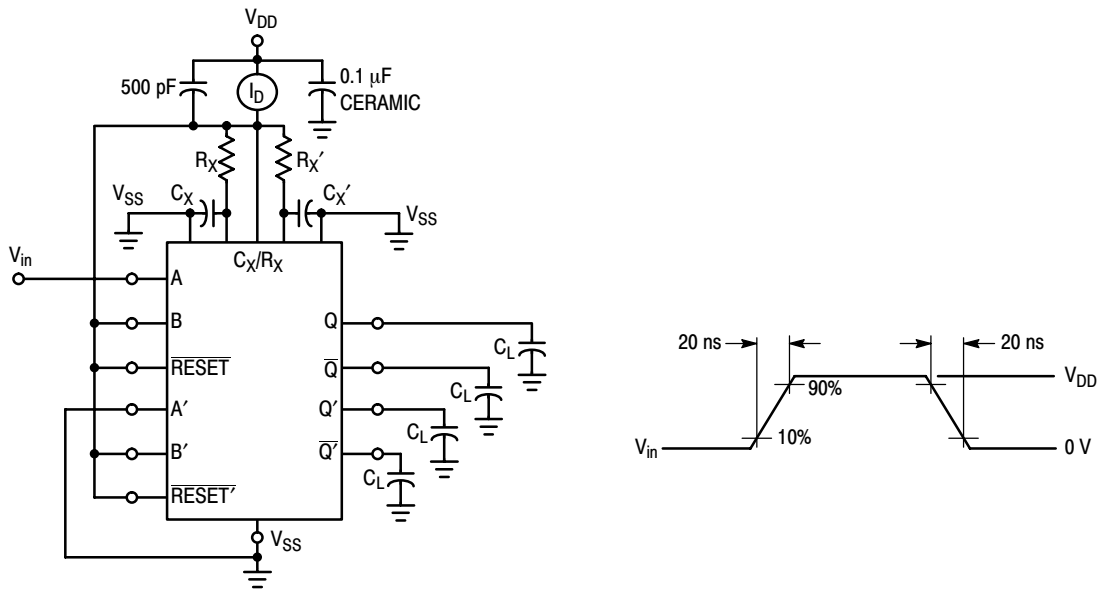 V_DD
500 pF
I_D
0.1 μF
CERAMIC
R_X
R_X′
V_SS
C_X
C_X′
V_SS
V_in
C_X/R_X
A
B
Q
C_L
RESET
Q
C_L
A′
Q′
C_L
B′
Q′
C_L
RESET′
V_SS
20 ns
20 ns
V_DD
90%
10%
V_in
0 V